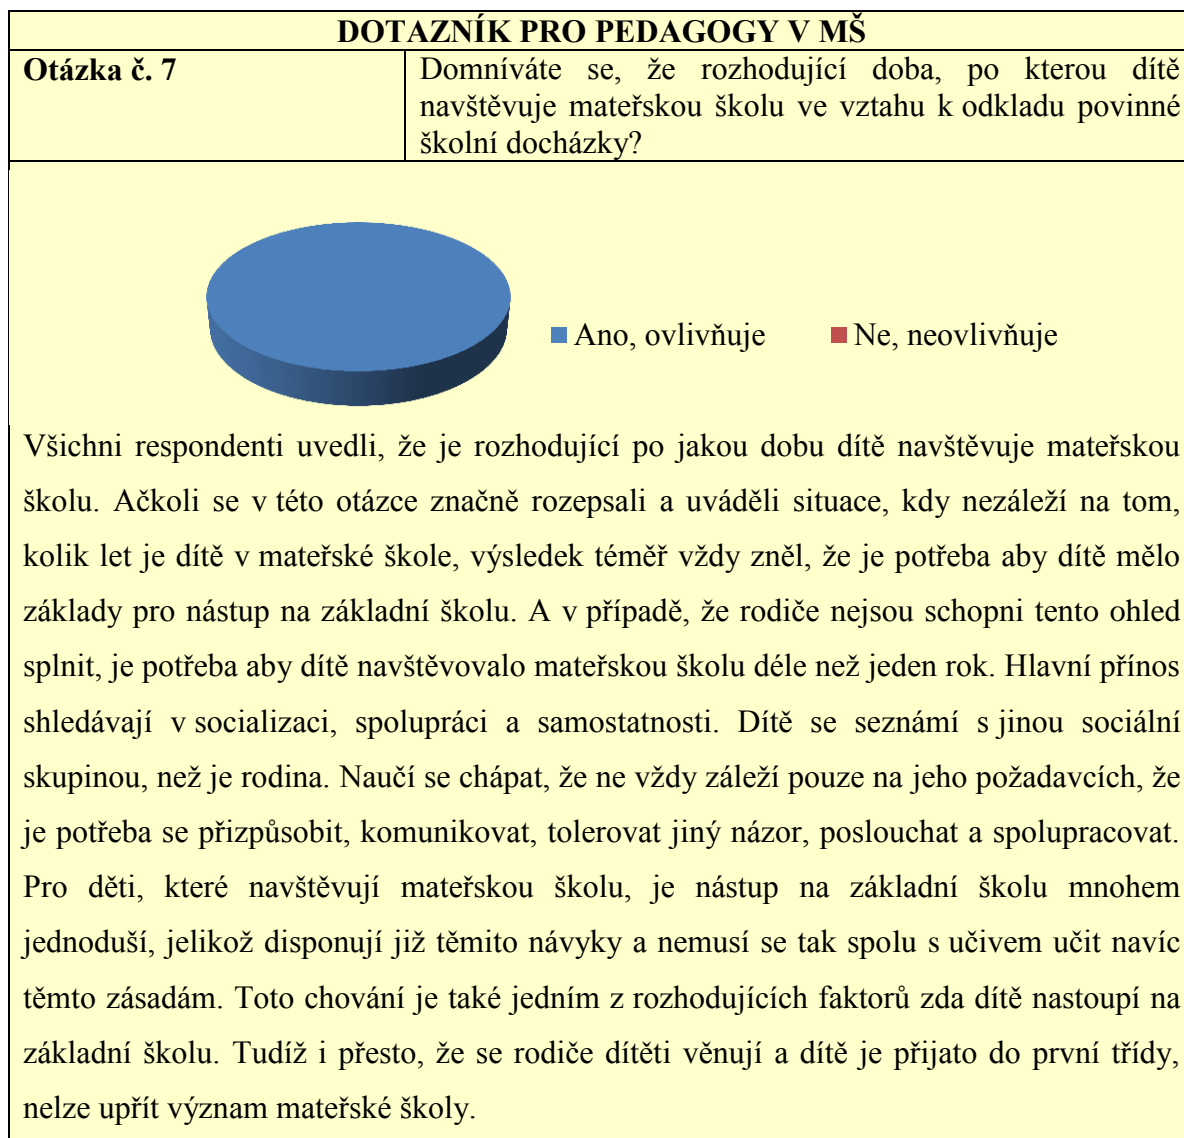 DOTAZNÍK PRO PEDAGOGY V MŠ
Otázka č. 7
Domníváte se, že rozhodující doba, po kterou dítě
navštěvuje mateřskou školu ve vztahu k odkladu povinné
školní docházky?
Ano, ovlivňuje
Ne, neovlivňuje
Všichni respondenti uvedli, že je rozhodující po jakou dobu dítě navštěvuje mateřskou
školu. Ačkoli se v této otázce značně rozepsali a uváděli situace, kdy nezáleží na tom,
kolik let je dítě v mateřské škole, výsledek téměř vždy zněl, že je potřeba aby dítě mělo
základy pro nástup na základní školu. A v případě, že rodiče nejsou schopni tento ohled
splnit, je potřeba aby dítě navštěvovalo mateřskou školu déle než jeden rok. Hlavní přínos
shledávají v socializaci, spolupráci a samostatnosti. Dítě se seznámí s jinou sociální
skupinou, než je rodina. Naučí se chápat, že ne vždy záleží pouze na jeho požadavcích, že
je potřeba se přizpůsobit, komunikovat, tolerovat jiný názor, poslouchat a spolupracovat.
Pro děti, které navštěvují mateřskou školu, je nástup na základní školu mnohem
jednoduší, jelikož disponují již těmito návyky a nemusí se tak spolu s učivem učit navíc
těmto zásadám. Toto chování je také jedním z rozhodujících faktorů zda dítě nastoupí na
základní školu. Tudíž i přesto, že se rodiče dítěti věnují a dítě je přijato do první třídy,
nelze upřít význam mateřské školy.